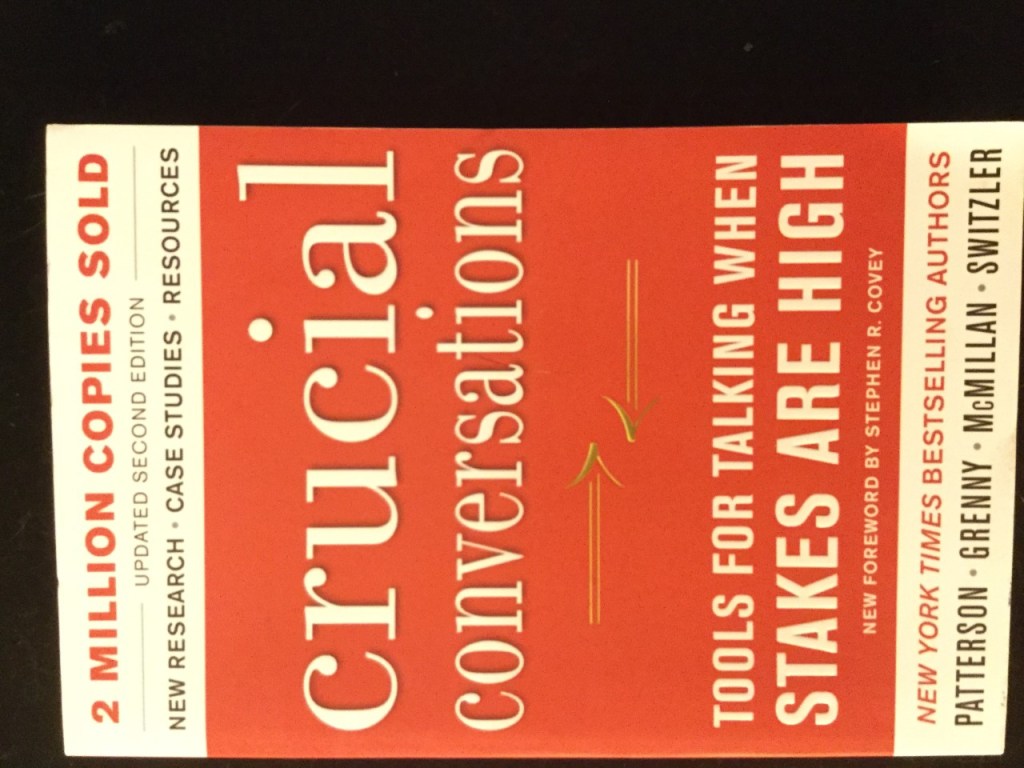 2 MILLION COPIES SOLD
UPDATED SECOND EDITION
NEW RESEARCH • CASE STUDIES • RESOURCES
crucial
conversations
TOOLS FOR TALKING WHEN
STAKES ARE HIGH
NEW FOREWORD BY STEPHEN R. COVEY
NEW YORK TIMES BESTSELLING AUTHORS
PATTERSON • GRENNY • McMILLAN • SWITZLER